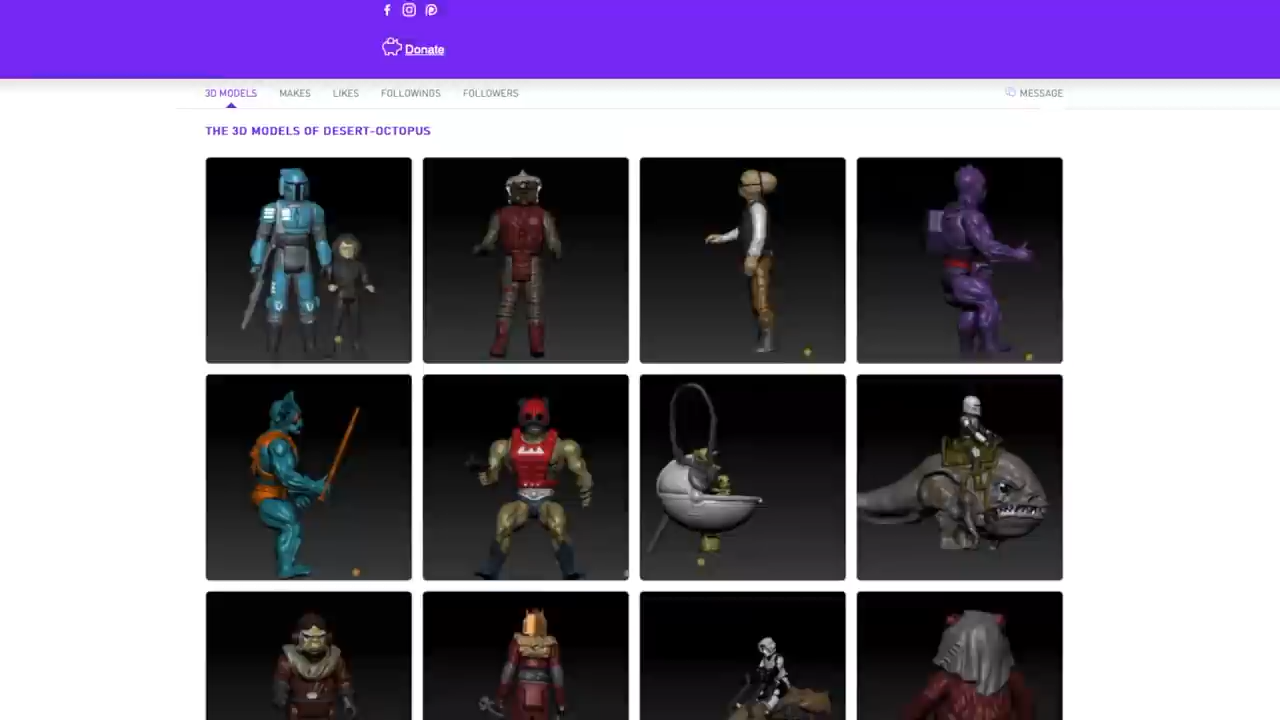 Donate
3D MODELS MAKES LIKES FOLLOWINGS FOLLOWERS MESSAGE
THE 3D MODELS OF DESERT-OCTOPUS